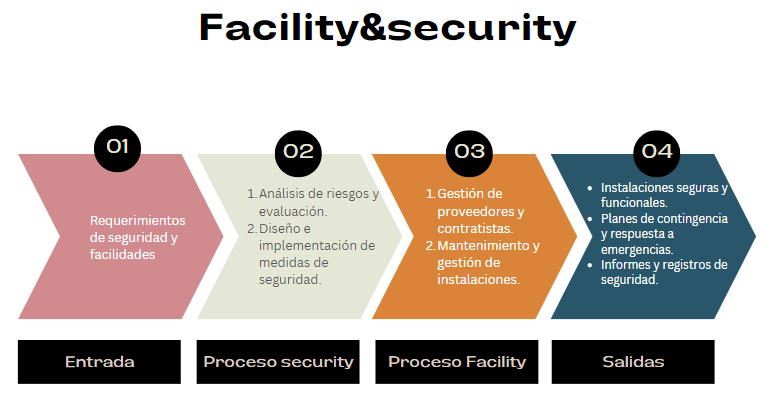 Facility&security
01
Requerimientos
de seguridad y
facilidades
Entrada
02
1. Análisis de riesgos y
evaluación.
2. Diseño e
implementación de
medidas de
seguridad.
Proceso security
03
1. Gestión de
proveedores y
contratistas.
2. Mantenimiento y
gestión de
instalaciones.
Proceso Facility
04
• Instalaciones seguras y
funcionales.
• Planes de contingencia
y respuesta a
emergencias.
• Informes y registros de
seguridad.
Salidas